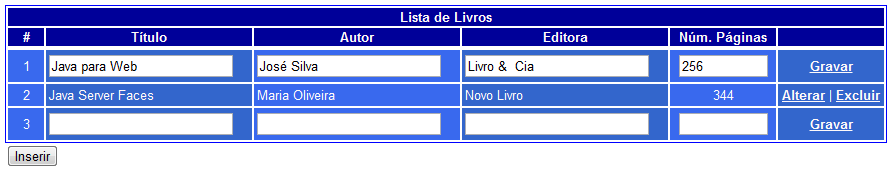 Lista de Livros
# Título Autor Editora Núm. Páginas
1 Java para Web José Silva Livro &  Cia 256 Gravar
2 Java Server Faces Maria Oliveira Novo Livro 344 Alterar | Excluir
3 Gravar
Inserir